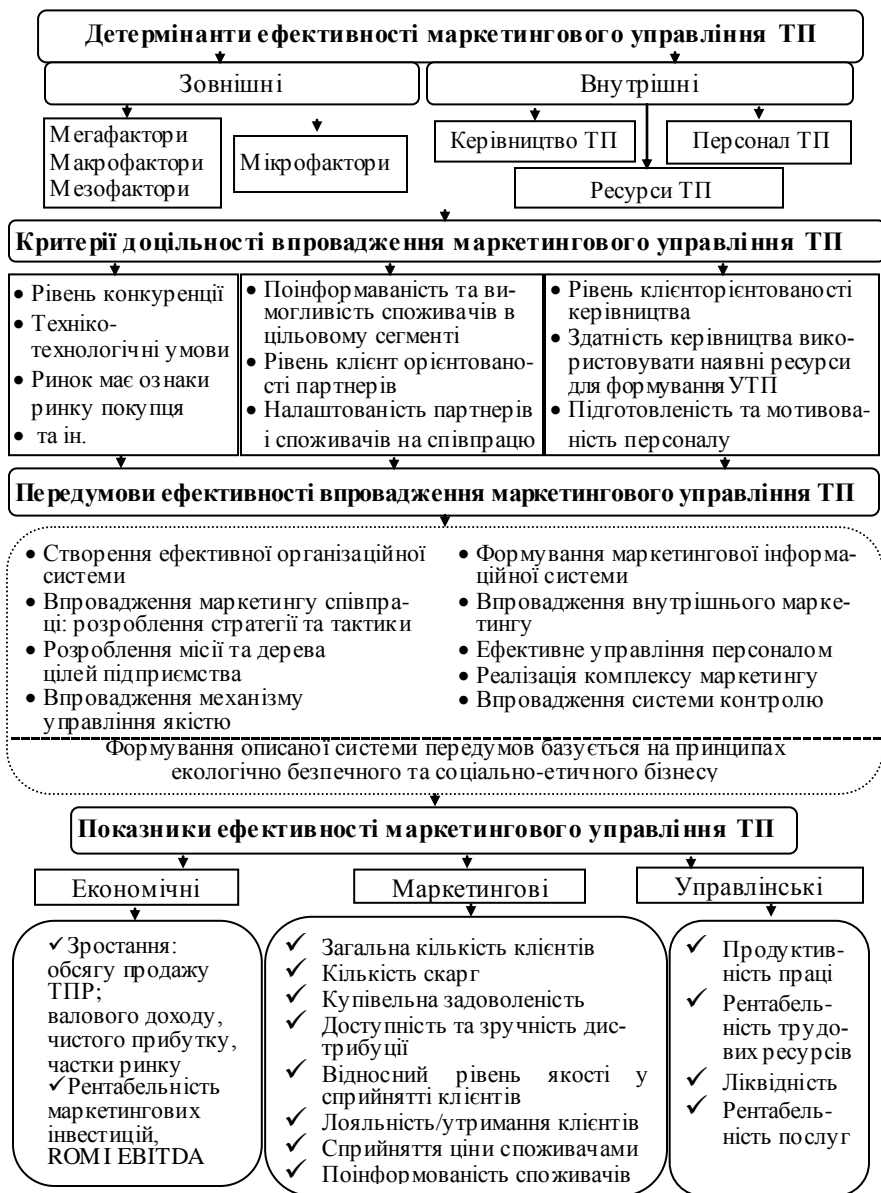 Детермінанти ефективності маркетингового управління ТП
Зовнішні
Внутрішні
Мегафактори
Макрофактори
Мезофактори
Мікрофактори
Керівництво ТП
Персонал ТП
Ресурси ТП
Критерії доцільності впровадження маркетингового управління ТП
• Рівень конкуренції
• Техніко-
технологічні умови
• Ринок має ознаки
ринку покупця
• та ін.
• Поінформаваність та ви-
могливість споживачів в
цільовому сегменті
• Рівень клієнт орієнтовано-
сті партнерів
• Налаштованість партнерів
і споживачів на співпрацю
• Рівень клієнторієнтованості
керівництва
• Здатність керівництва вико-
ристовувати наявні ресурси
для формування УТП
• Підготовленість та мотивова-
ність персоналу
Передумови ефективності впровадження маркетингового управління ТП
• Створення ефективної організаційної
системи
• Впровадження маркетингу співпра-
ці: розроблення стратегії та тактики
• Розроблення місії та дерева
цілей підприємства
• Впровадження механізму
управління якістю
• Формування маркетингової інформа-
ційної системи
• Впровадження внутрішнього марке-
тингу
• Ефективне управління персоналом
• Реалізація комплексу маркетингу
• Впровадження системи контролю
Формування описаної системи передумов базується на принципах
екологічно безпечного та соціально-етичного бізнесу
Показники ефективності маркетингового управління ТП
Економічні
Маркетингові
Управлінські
✓Зростання:
обсягу продажу
ТПР;
валового доходу,
чистого прибутку,
частки ринку
✓Рентабельність
маркетингових
інвестицій,
ROMI EBITDA
✓ Загальна кількість клієнтів
✓ Кількість скарг
✓ Купівельна задоволеність
✓ Доступність та зручність дис-
трибуції
✓ Відносний рівень якості у
сприйнятті клієнтів
✓ Лояльність/утримання клієнтів
✓ Сприйняття ціни споживачами
✓ Поінформованість споживачів
✓ Продуктив-
ність праці
✓ Рентабель-
ність трудо-
вих ресурсів
✓ Ліквідність
✓ Рентабель-
ність послуг